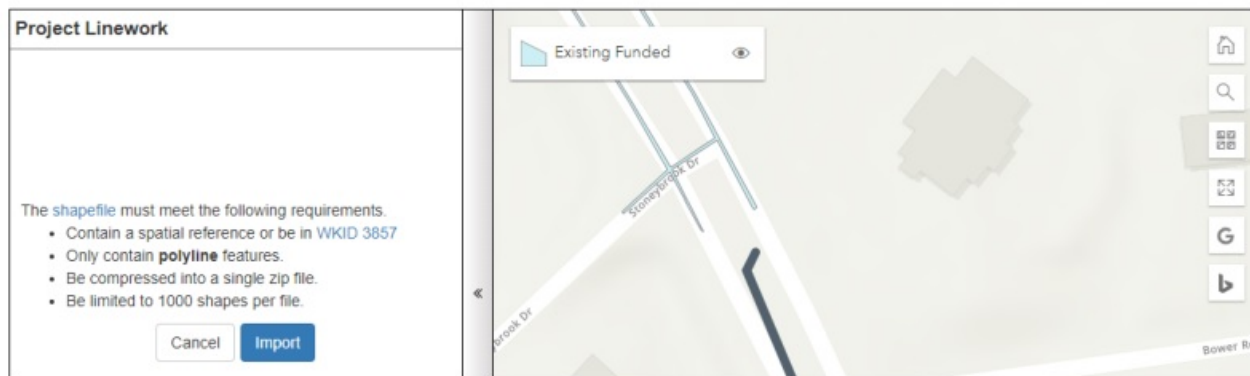 Project Linework
The shapefile must meet the following requirements.
Contain a spatial reference or be in WKID 3857
Only contain polyline features.
Be compressed into a single zip file.
Be limited to 1000 shapes per file.
Cancel
Import
«
Existing Funded
Stoneybrook Dr
ybrook Dr
Bower R
G